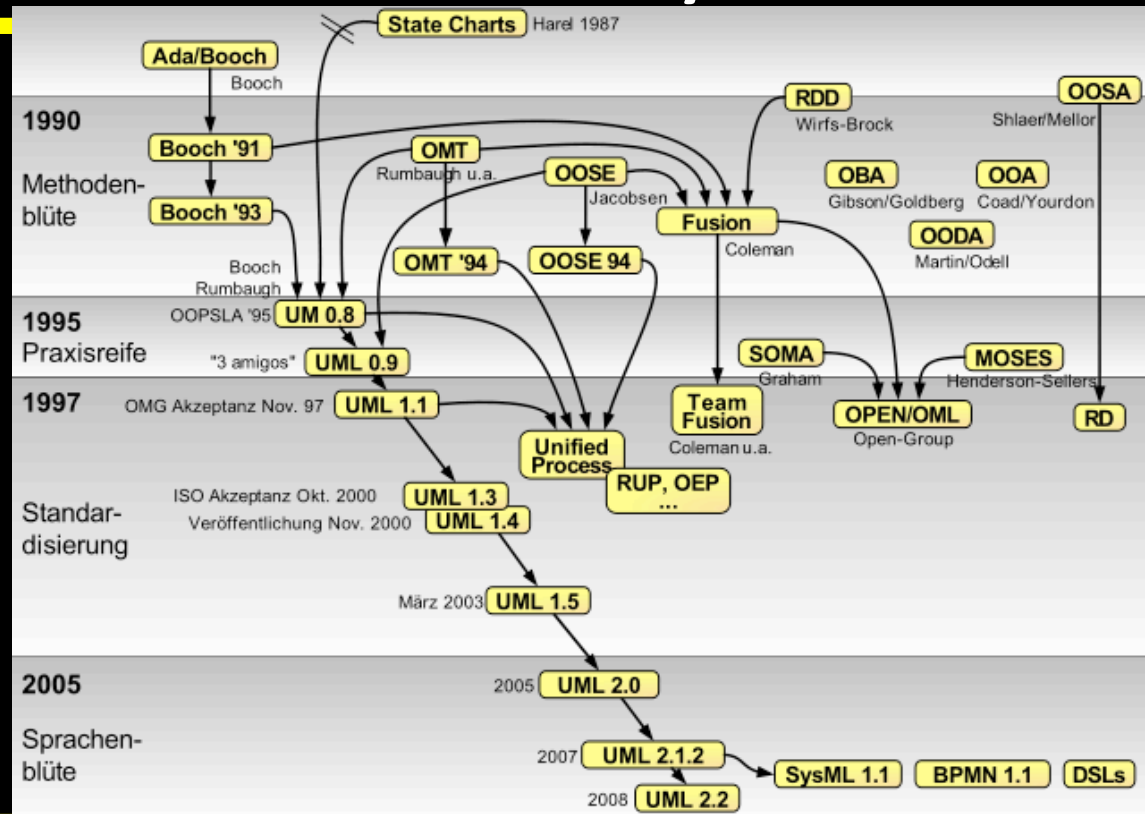 State Charts
Harel 1987
Ada/Booch
Booch
RDD
Wirfs-Brock
OOSA
Shlaer/Mellor
1990
Methoden-
blüte
Booch '91
OMT
Rumbaugh u.a.
OOSE
Jacobsen
OBA
Gibson/Goldberg
OOA
Coad/Yourdon
Booch '93
Fusion
Coleman
OODA
Martin/Odell
OMT '94
OOSE 94
Booch
Rumbaugh
OOPSLA '95
UM 0.8
1995
Praxisreife
"3 amigos"
UML 0.9
SOMA
Graham
MOSES
Henderson-Sellers
1997
OMG Akzeptanz Nov. 97
UML 1.1
Team
Fusion
Coleman u.a.
OPEN/OML
Open-Group
RD
Unified
Process
RUP, OEP
...
Standar-
disierung
ISO Akzeptanz Okt. 2000
UML 1.3
Veröffentlichung Nov. 2000
UML 1.4
März 2003
UML 1.5
2005
Sprachen-
blüte
2005
UML 2.0
2007
UML 2.1.2
SysML 1.1
BPMN 1.1
DSLs
2008
UML 2.2